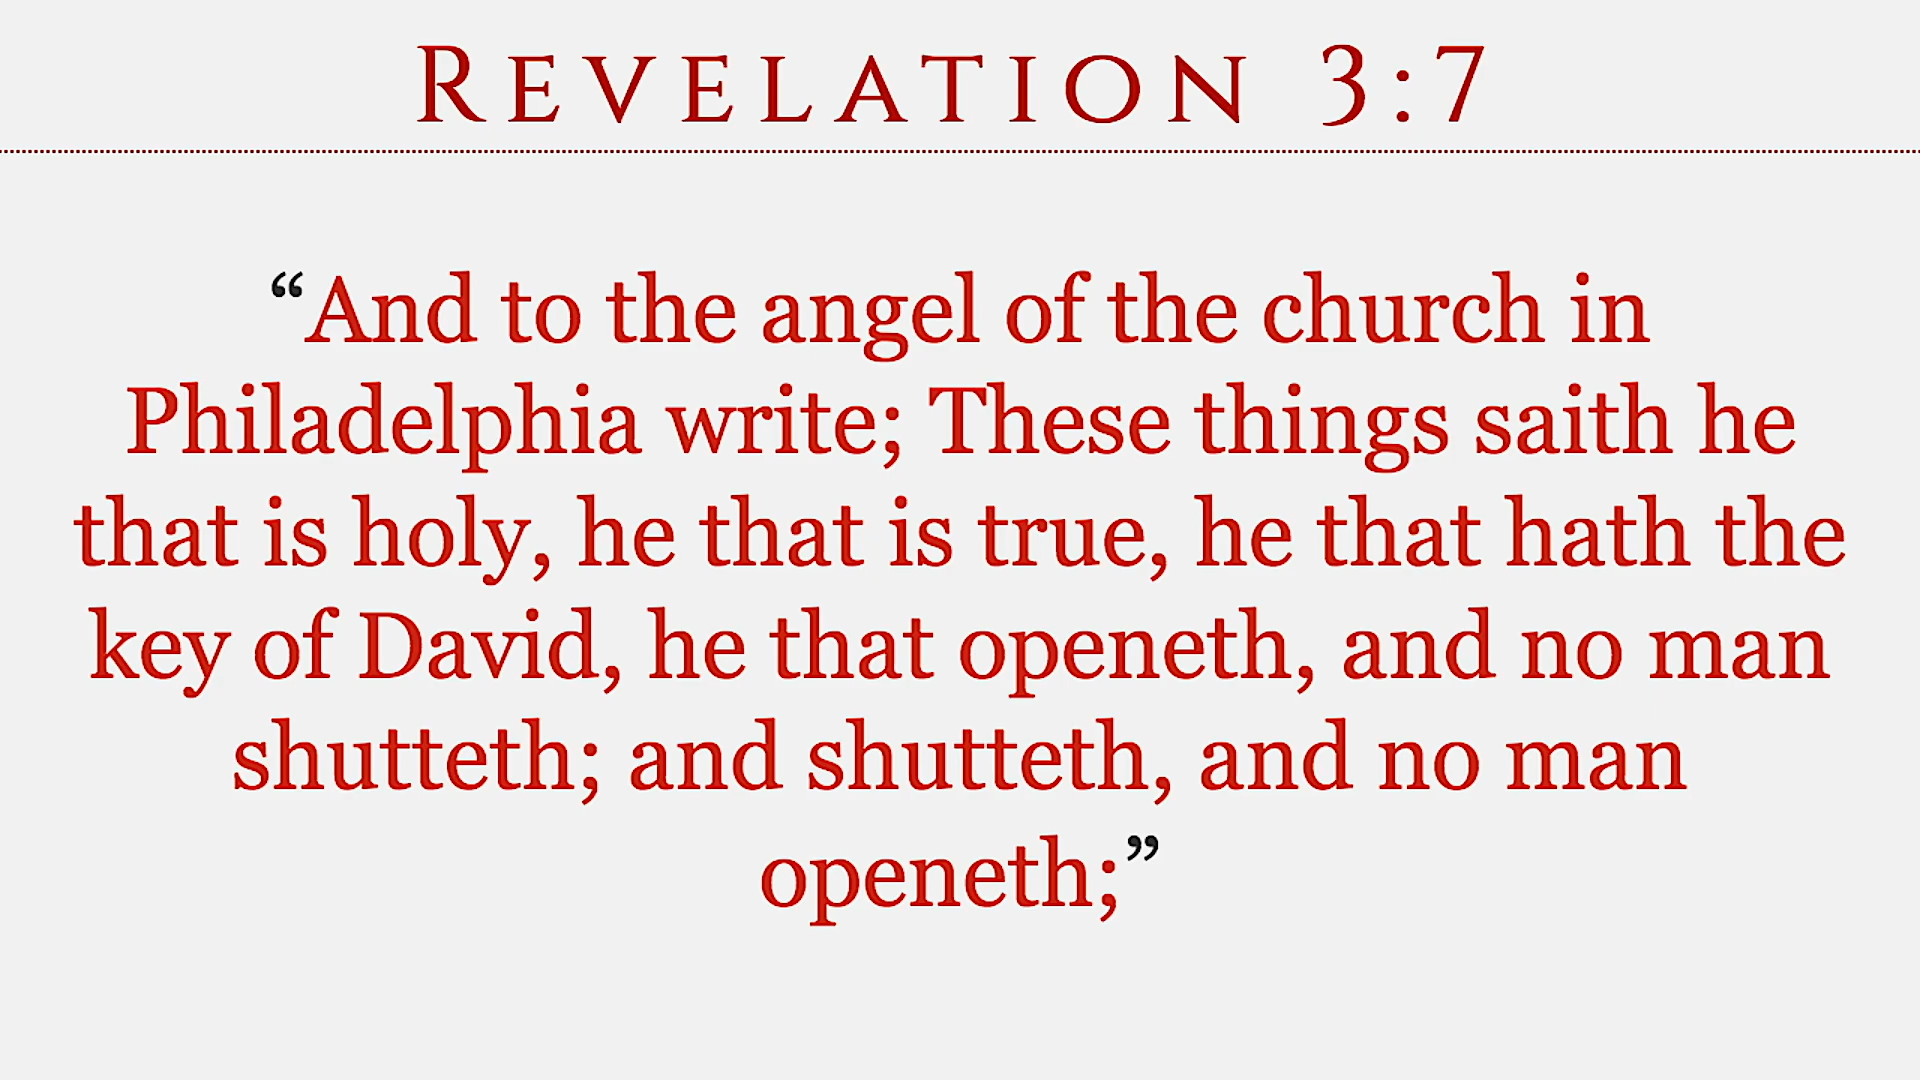 Revelation 3:7
“And to the angel of the church in
Philadelphia write; These things saith he
that is holy, he that is true, he that hath the
key of David, he that openeth, and no man
shutteth; and shutteth, and no man
openeth;”